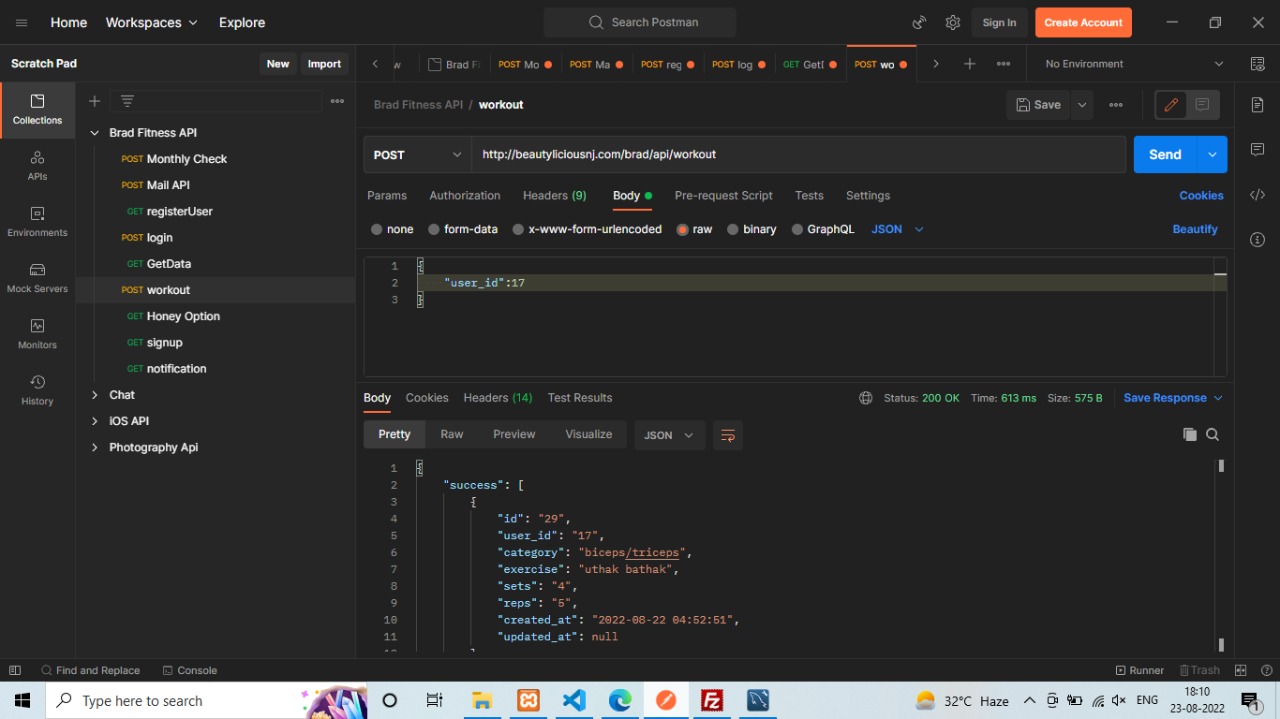 Home Workspaces Explore Search Postman Sign In Create Account
Scratch Pad New Import
Brad Fi POST Mo POST Ma POST reg POST log GET GetD POST wo No Environment
Collections
APIs
Environments
Mock Servers
Monitors
History
Brad Fitness API
POST Monthly Check
POST Mail API
GET registerUser
POST login
GET GetData
POST workout
GET Honey Option
GET signup
GET notification
Chat
iOS API
Photography Api
Brad Fitness API / workout Save
POST http://beautyliciousnj.com/brad/api/workout Send
Params Authorization Headers (9) Body Pre-request Script Tests Settings Cookies
none form-data x-www-form-urlencoded raw binary GraphQL JSON Beautify
1 {
2 "user_id":17
3 }
Body Cookies Headers (14) Test Results Status: 200 OK Time: 613 ms Size: 575 B Save Response
Pretty Raw Preview Visualize JSON
1 {
2 "success": [
3 {
4 "id": "29",
5 "user_id": "17",
6 "category": "biceps/triceps",
7 "exercise": "uthak bathak",
8 "sets": "4",
9 "reps": "5",
10 "created_at": "2022-08-22 04:52:51",
11 "updated_at": null
Find and Replace Console Runner Trash
Type here to search 32°C Haze ENG 18:10
23-08-2022 1